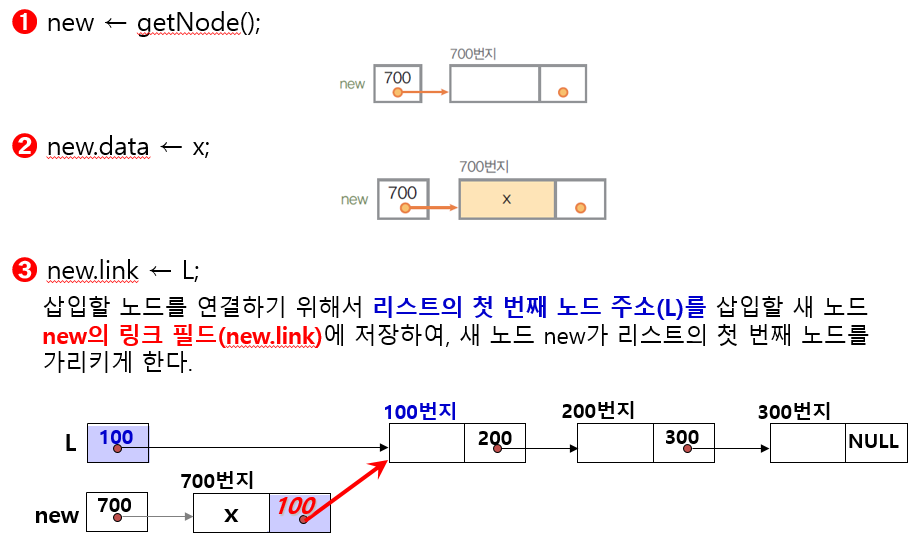 ❶ new ← getNode();
700번지
new 700
❷ new.data ← x;
700번지
new 700 x
❸ new.link ← L;
삽입할 노드를 연결하기 위해서 리스트의 첫 번째 노드 주소(L)를 삽입할 새 노드
new의 링크 필드(new.link)에 저장하여, 새 노드 new가 리스트의 첫 번째 노드를
가리키게 한다.
100번지 200번지 300번지
L 100 200 300 NULL
700번지
new 700 x 100